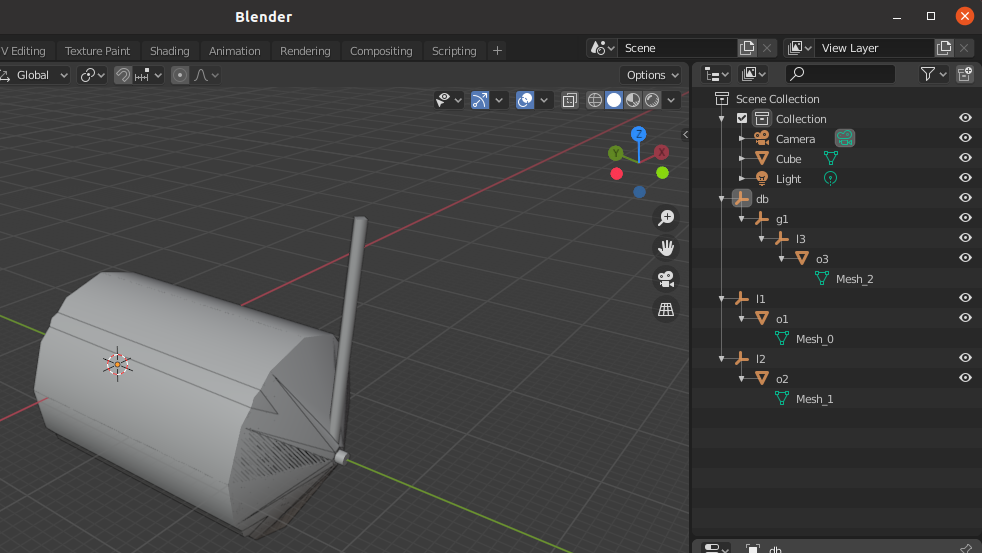 Blender
V Editing Texture Paint Shading Animation Rendering Compositing Scripting + Scene View Layer
Global Options
Scene Collection
Collection
Camera
Cube
Light
db
g1
l3
o3
Mesh_2
l1
o1
Mesh_0
l2
o2
Mesh_1
Z
Y X
db